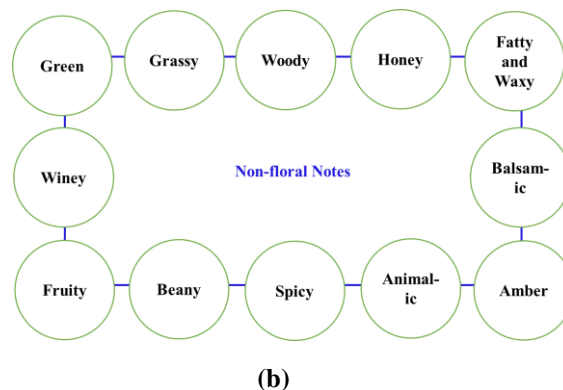 Green
Grassy
Woody
Honey
Fatty
and
Waxy
Winey
Non-floral Notes
Balsam-
ic
Fruity
Beany
Spicy
Animal-
ic
Amber
(b)